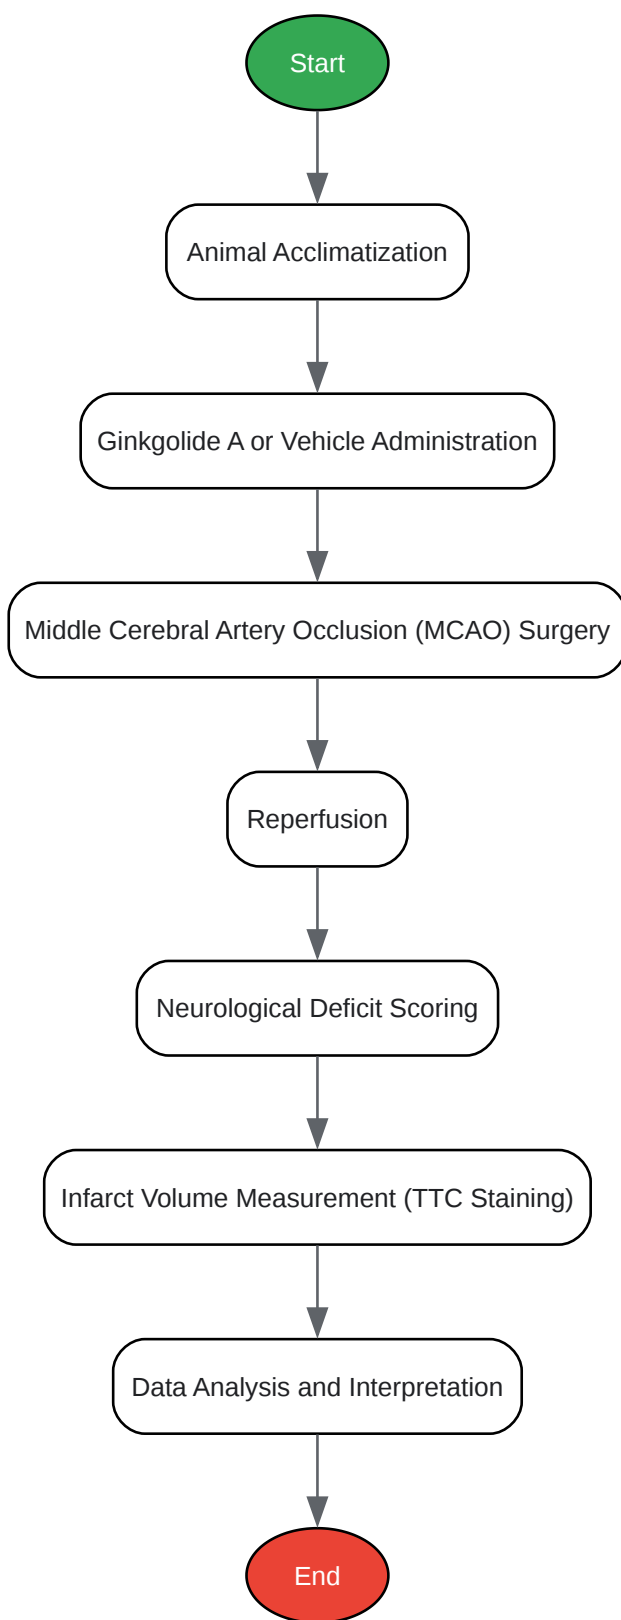 Start
Animal Acclimatization
Ginkgolide A or Vehicle Administration
Middle Cerebral Artery Occlusion (MCAO) Surgery
Reperfusion
Neurological Deficit Scoring
Infarct Volume Measurement (TTC Staining)
Data Analysis and Interpretation
End